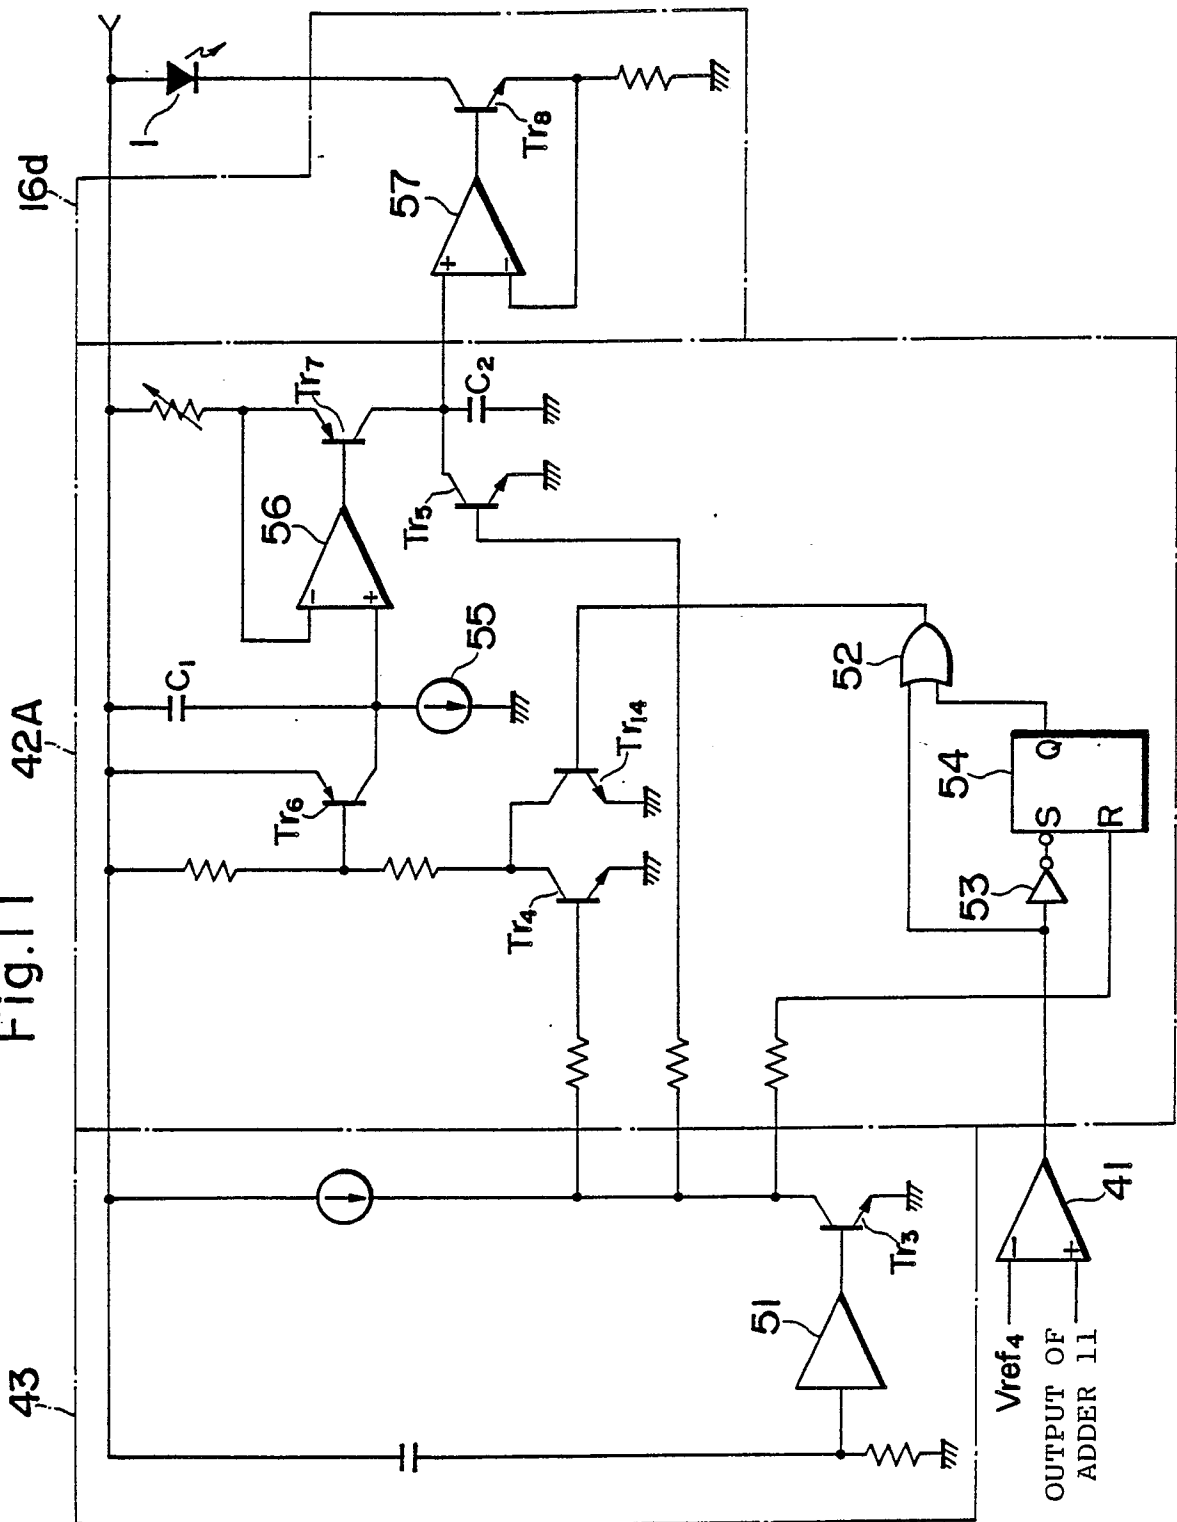 Fig.11
43
42A
16d
1
C1
Tr6
Tr7
56
-
+
55
C2
Tr5
57
+
-
Tr8
Tr4
Tr14
52
53
54
S
Q
R
51
Tr3
41
-
+
Vref4
OUTPUT OF
ADDER 11